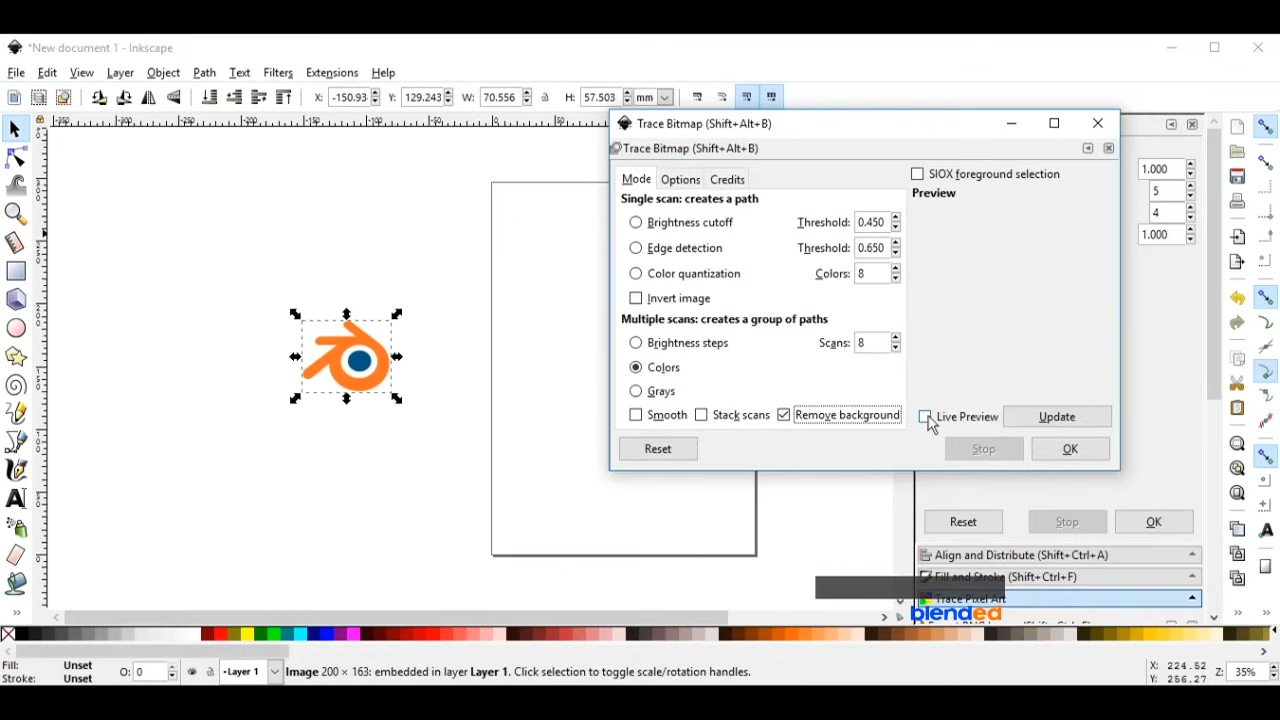 *New document 1 - Inkscape
File Edit View Layer Object Path Text Filters Extensions Help
X: -150.93 Y: 129.243 W: 70.556 H: 57.503 mm
Trace Bitmap (Shift+Alt+B)
Trace Bitmap (Shift+Alt+B)
Mode Options Credits
SIOX foreground selection
Preview
Single scan: creates a path
Brightness cutoff Threshold: 0.450
Edge detection Threshold: 0.650
Color quantization Colors: 8
Invert image
Multiple scans: creates a group of paths
Brightness steps Scans: 8
Colors
Grays
Smooth Stack scans Remove background
Live Preview Update
Reset Stop OK
1.000
5
4
1.000
Reset Stop OK
Align and Distribute (Shift+Ctrl+A)
Fill and Stroke (Shift+Ctrl+F)
Trace Pixel Art
blended
Fill: Unset
Stroke: Unset
O: 0
Layer 1
Image 200 × 163: embedded in layer Layer 1. Click selection to toggle scale/rotation handles.
X: 224.52
Y: 256.27
Z: 35%